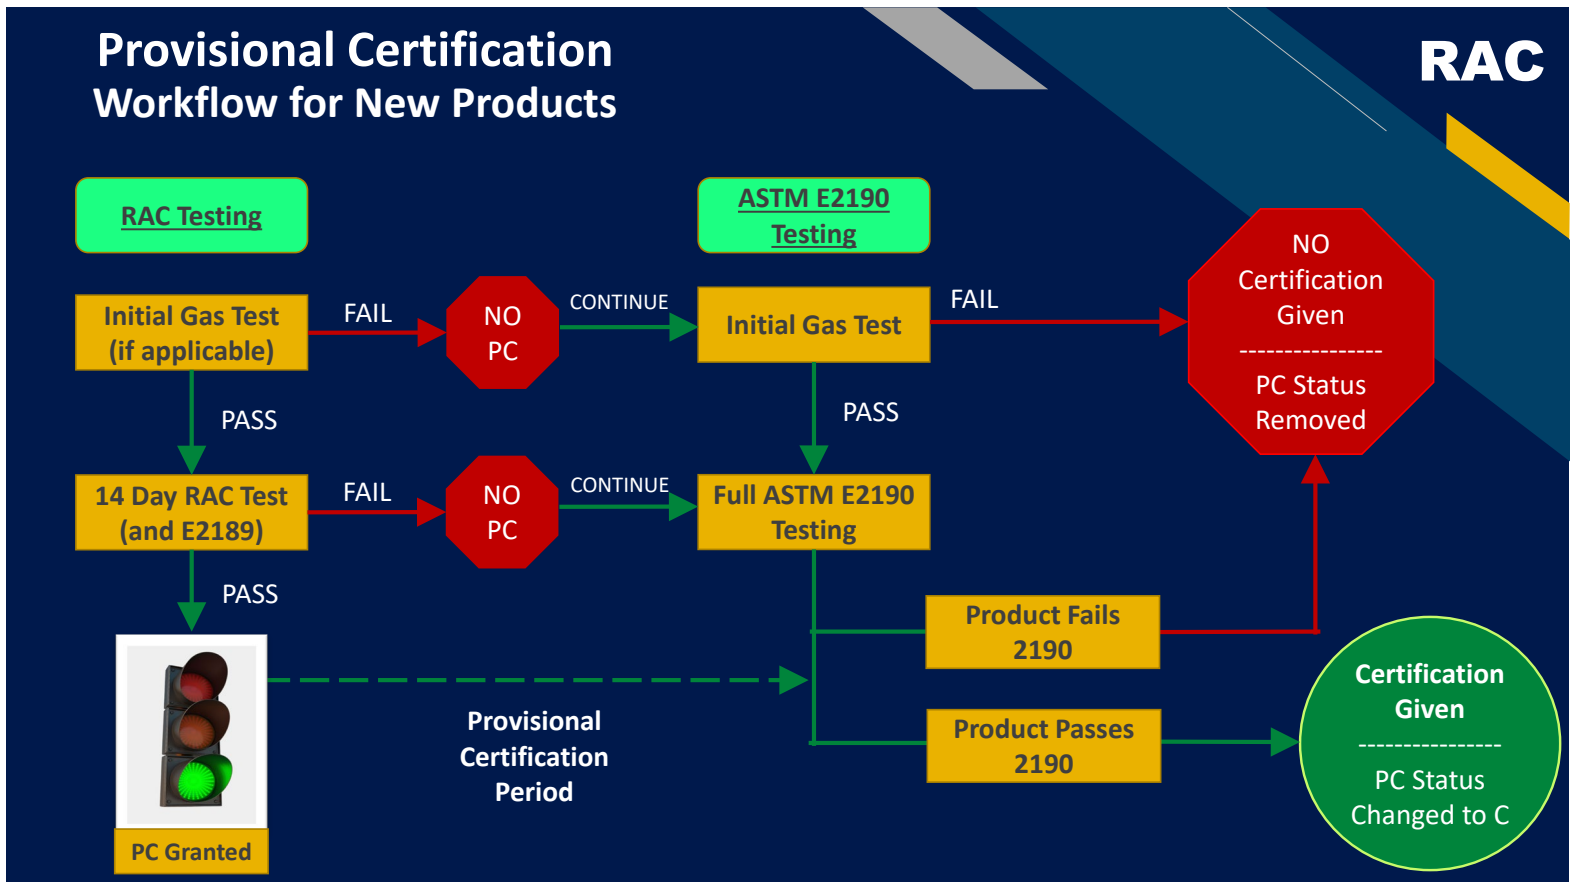 Provisional Certification
Workflow for New Products
RAC
RAC Testing
ASTM E2190
Testing
Initial Gas Test
(if applicable)
FAIL
NO
PC
CONTINUE
Initial Gas Test
FAIL
NO
Certification
Given
----------------
PC Status
Removed
PASS
PASS
14 Day RAC Test
(and E2189)
FAIL
NO
PC
CONTINUE
Full ASTM E2190
Testing
PASS
Product Fails
2190
Provisional
Certification
Period
Product Passes
2190
Certification
Given
----------------
PC Status
Changed to C
PC Granted